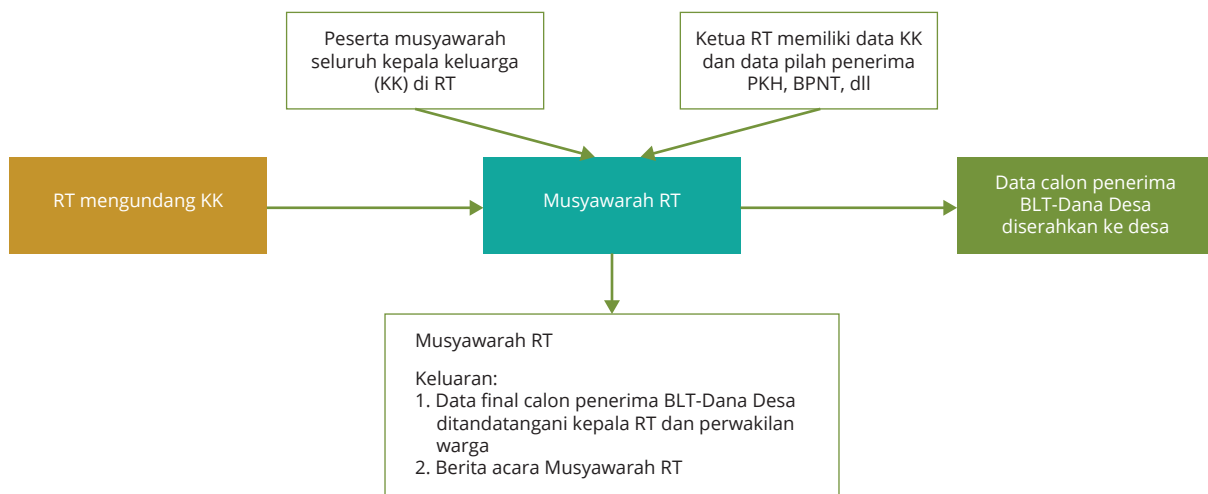 Peserta musyawarah
seluruh kepala keluarga
(KK) di RT
Ketua RT memiliki data KK
dan data pilah penerima
PKH, BPNT, dll
RT mengundang KK
Musyawarah RT
Data calon penerima
BLT-Dana Desa
diserahkan ke desa
Musyawarah RT
Keluaran:
1. Data final calon penerima BLT-Dana Desa
ditandatangani kepala RT dan perwakilan
warga
2. Berita acara Musyawarah RT